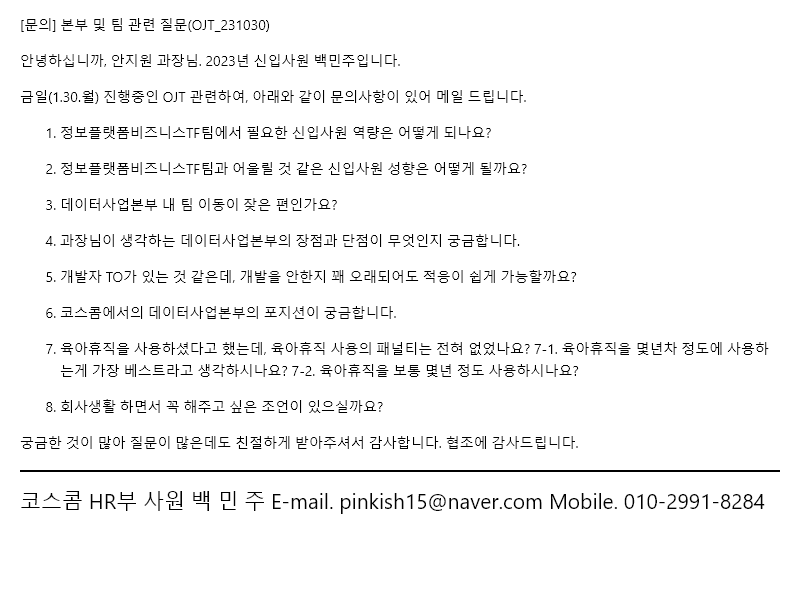 [문의] 본부 및 팀 관련 질문(OJT_231030)
안녕하십니까, 안지원 과장님. 2023년 신입사원 백민주입니다.
금일(1.30.월) 진행중인 OJT 관련하여, 아래와 같이 문의사항이 있어 메일 드립니다.
1. 정보플랫폼비즈니스TF팀에서 필요한 신입사원 역량은 어떻게 되나요?
2. 정보플랫폼비즈니스TF팀과 어울릴 것 같은 신입사원 성향은 어떻게 될까요?
3. 데이터사업본부 내 팀 이동이 잦은 편인가요?
4. 과장님이 생각하는 데이터사업본부의 장점과 단점이 무엇인지 궁금합니다.
5. 개발자 TO가 있는 것 같은데, 개발을 안한지 꽤 오래되어도 적응이 쉽게 가능할까요?
6. 코스콤에서의 데이터사업본부의 포지션이 궁금합니다.
7. 육아휴직을 사용하셨다고 했는데, 육아휴직 사용의 패널티는 전혀 없었나요? 7-1. 육아휴직을 몇년차 정도에 사용하
는게 가장 베스트라고 생각하시나요? 7-2. 육아휴직을 보통 몇년 정도 사용하시나요?
8. 회사생활 하면서 꼭 해주고 싶은 조언이 있으실까요?
궁금한 것이 많아 질문이 많은데도 친절하게 받아주셔서 감사합니다. 협조에 감사드립니다.
코스콤 HR부 사원 백 민 주 E-mail. pinkish15@naver.com Mobile. 010-2991-8284